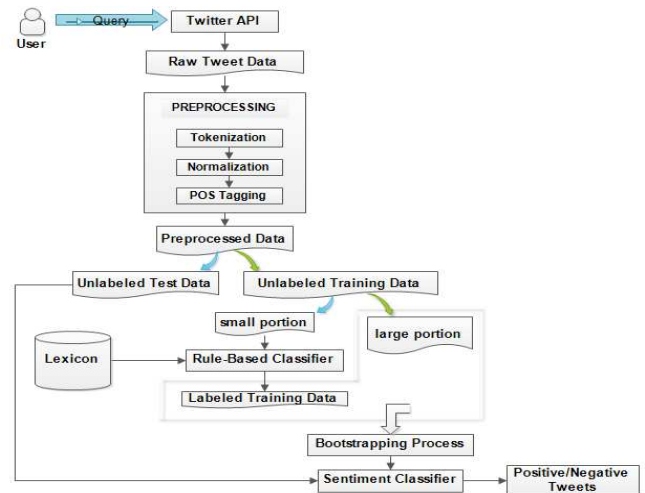 Query
Twitter API
User
Raw Tweet Data
PREPROCESSING
Tokenization
Normalization
POS Tagging
Preprocessed Data
Unlabeled Test Data
Unlabeled Training Data
small portion
large portion
Lexicon
Rule-Based Classifier
Labeled Training Data
Bootstrapping Process
Sentiment Classifier
Positive/Negative
Tweets